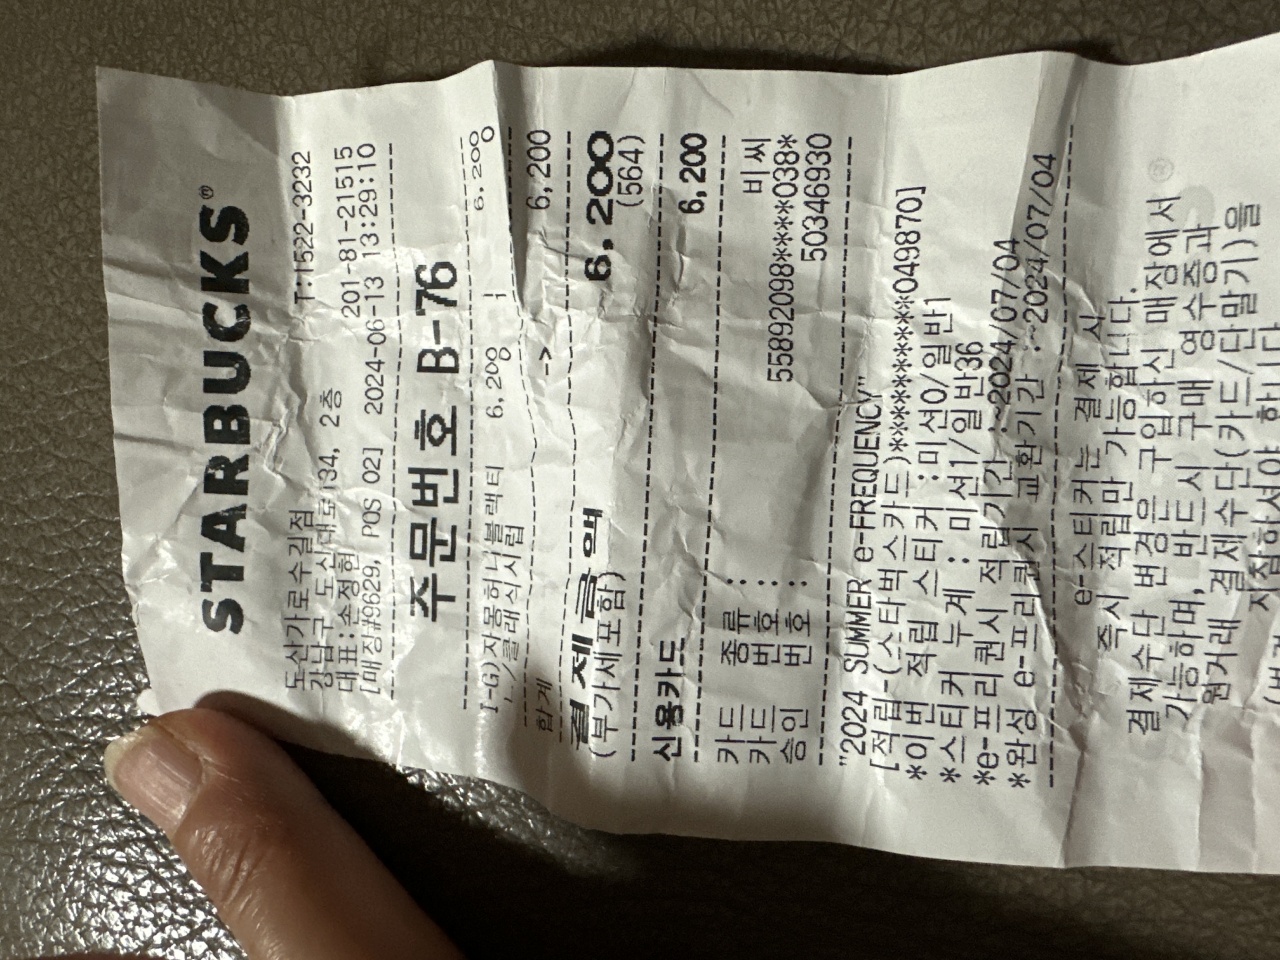 STARBUCKS®
도산가로수길점 T:1522-3232
강남구 도산대로134, 2층
대표:손정현 201-81-21515
[매장#9629, POS 02] 2024-06-13 13:29:10
주문번호 B-76
I-G)자몽허니블랙티 6,200 1 6,200
L/클래식시럽 0 0
합계 -> 6,200
결제금액 6,200
(부가세포함) (564)
신용카드 6,200
카드 종류 : 비씨
카드 번호 : 55892098****038*
승인 번호 : 50346930
"2024 SUMMER e-FREQUENCY"
[적립-(스타벅스카드)***********049870]
*이번 적립 스티커 :미션0/일반1
*스티커 누계 : 미션1/일반36
*e-프리퀀시 적립기간 :~2024/07/04
*완성 e-프리퀀시 교환기간 :~2024/07/04
e-스티커는 결제 시
즉시 적립만 가능합니다.
결제수단 변경은 구입하신 매장에서
가능하며, 반드시 구매 영수증과
원거래 결제수단(카드/단말기)을
지참하셔야 합니다